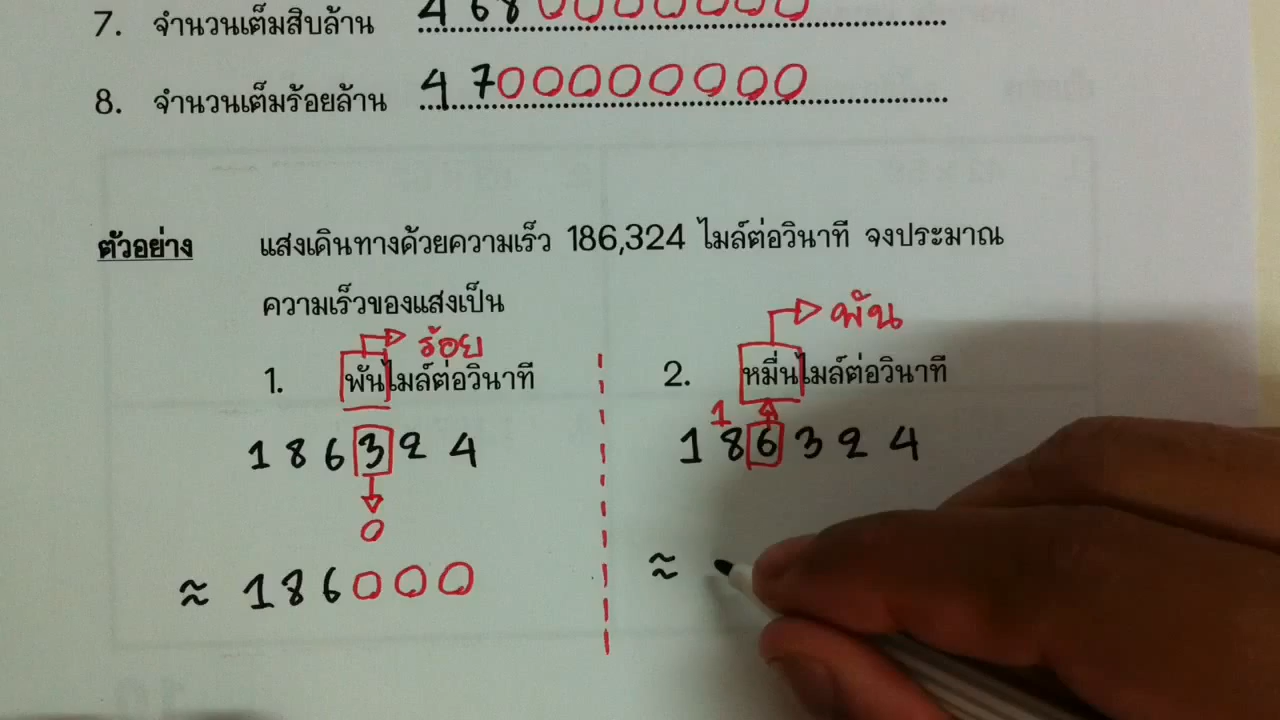 7. จำนวนเต็มสิบล้าน 4680000000
8. จำนวนเต็มร้อยล้าน 4700000000
ตัวอย่าง แสงเดินทางด้วยความเร็ว 186,324 ไมล์ต่อวินาที จงประมาณ
ความเร็วของแสงเป็น
ร้อย พัน
1. พันไมล์ต่อวินาที 2. หมื่นไมล์ต่อวินาที
1
186324 186324
0
≈ 186000 ≈